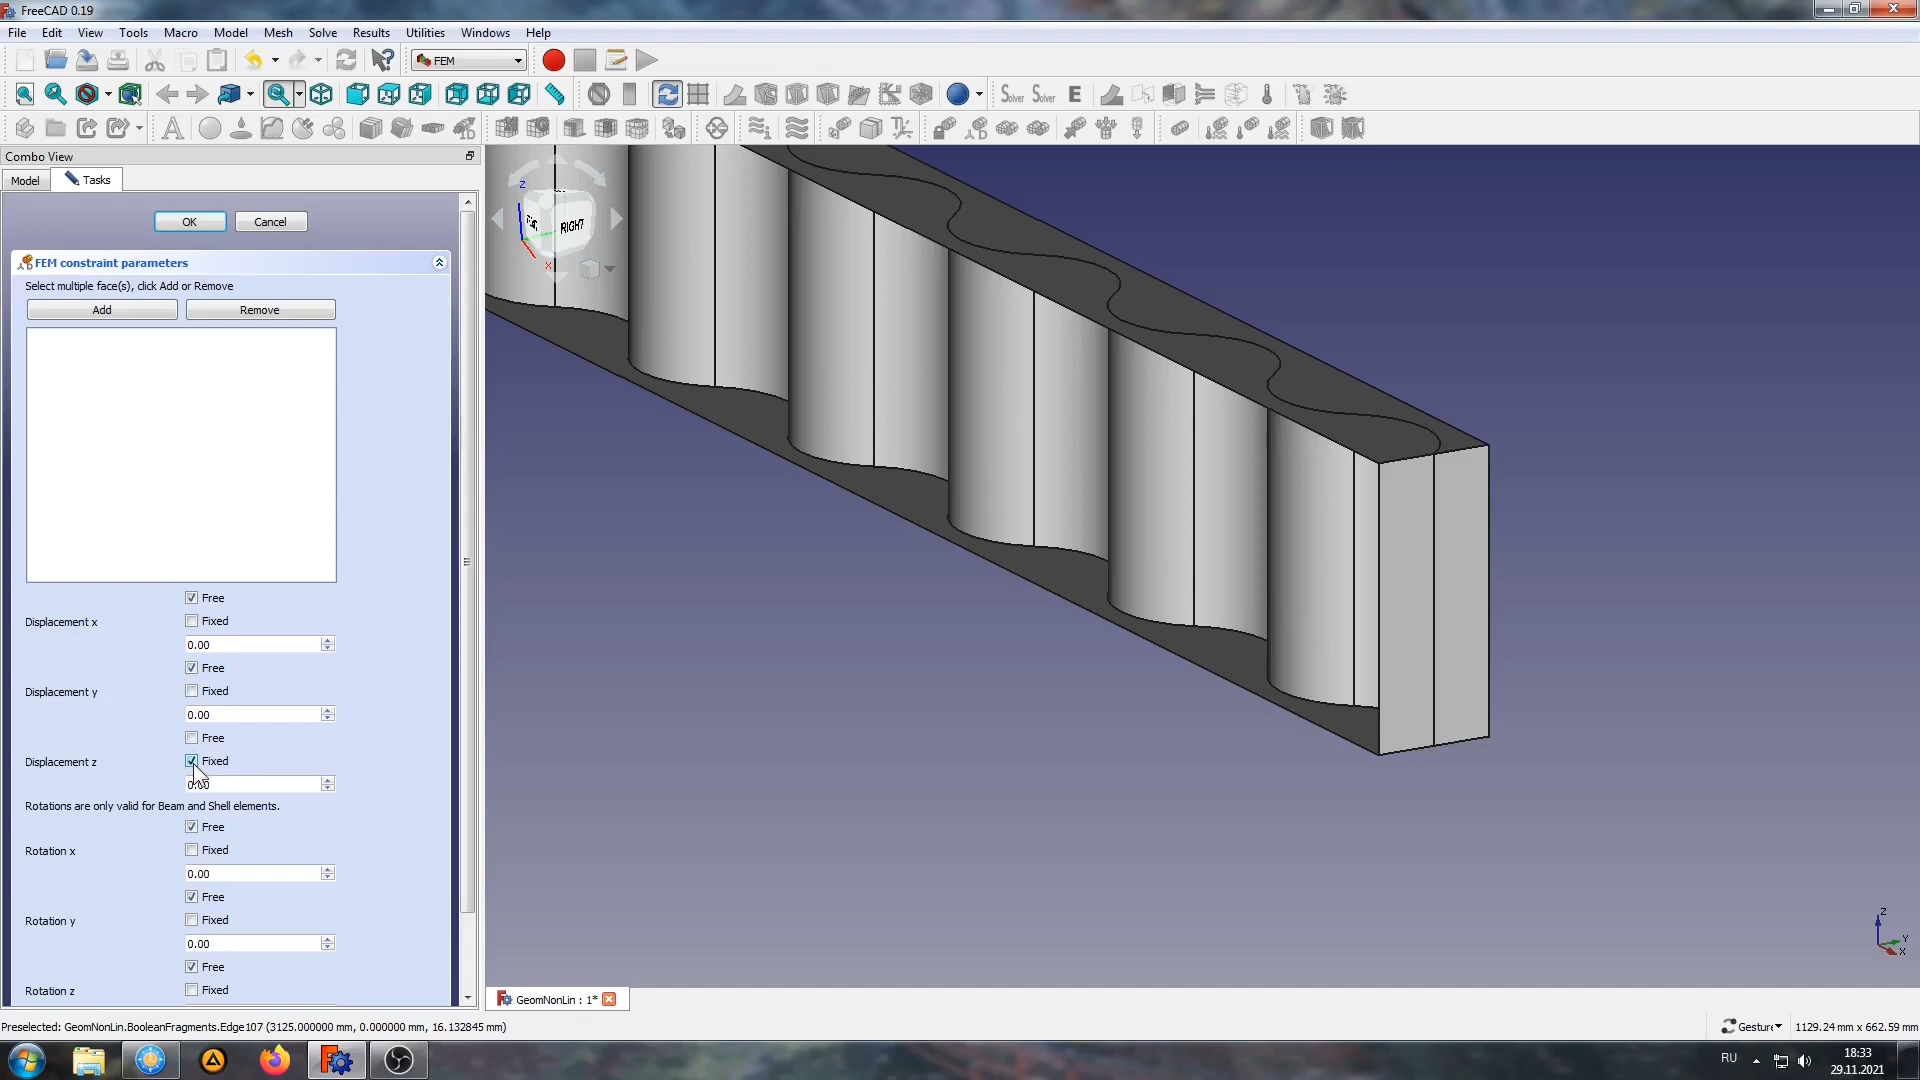 FreeCAD 0.19
File Edit View Tools Macro Model Mesh Solve Results Utilities Windows Help
FEM
Solver Solver E
Combo View
Model Tasks
OK Cancel
FEM constraint parameters
Select multiple face(s), click Add or Remove
Add Remove
Free
Displacement x Fixed
0.00
Free
Displacement y Fixed
0.00
Free
Displacement z Fixed
0.00
Rotations are only valid for Beam and Shell elements.
Free
Rotation x Fixed
0.00
Free
Rotation y Fixed
0.00
Free
Rotation z Fixed
Z
RIGHT
X
Z
Y
X
GeomNonLin : 1*
Preselected: GeomNonLin.BooleanFragments.Edge107 (3125.000000 mm, 0.000000 mm, 16.132845 mm)
Gesture 1129.24 mm x 662.59 mm
RU 18:33
29.11.2021